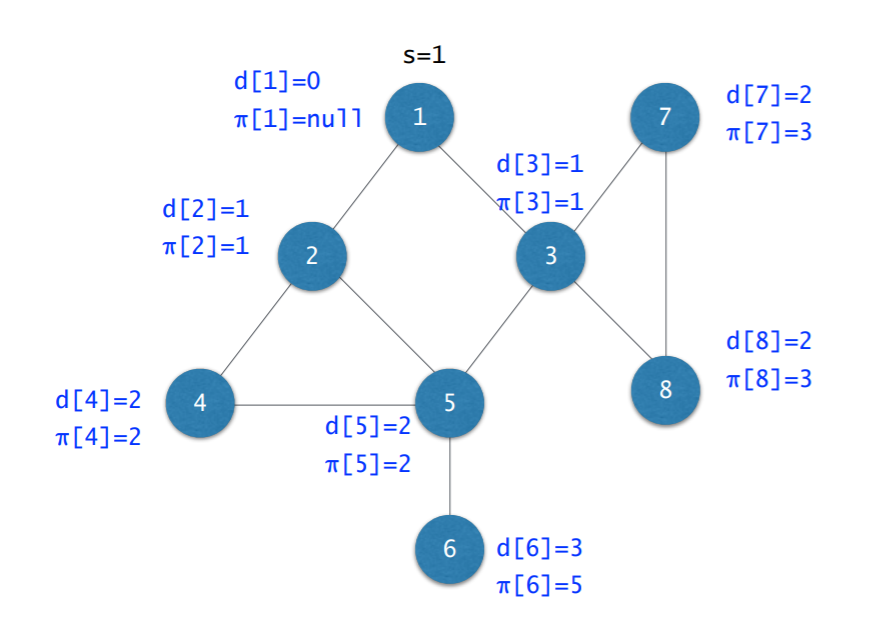 s=1
d[1]=0
π[1]=null
1
7
d[7]=2
π[7]=3
d[3]=1
π[3]=1
d[2]=1
π[2]=1
2
3
d[8]=2
π[8]=3
8
d[4]=2
π[4]=2
4
5
d[5]=2
π[5]=2
6
d[6]=3
π[6]=5